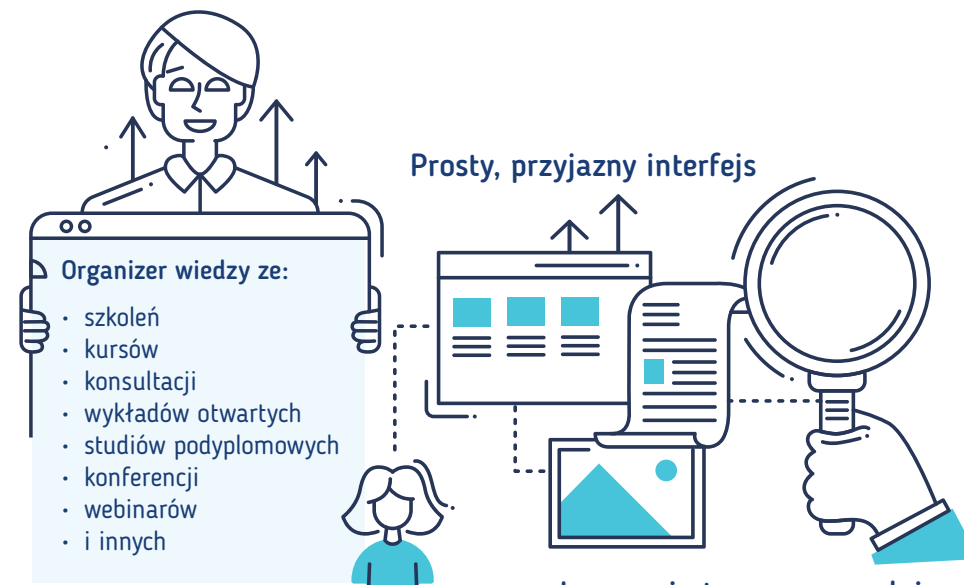 Prosty, przyjazny interfejs
Organizer wiedzy ze:
· szkoleń
· kursów
· konsultacji
· wykładów otwartych
· studiów podyplomowych
· konferencji
· webinarów
· i innych